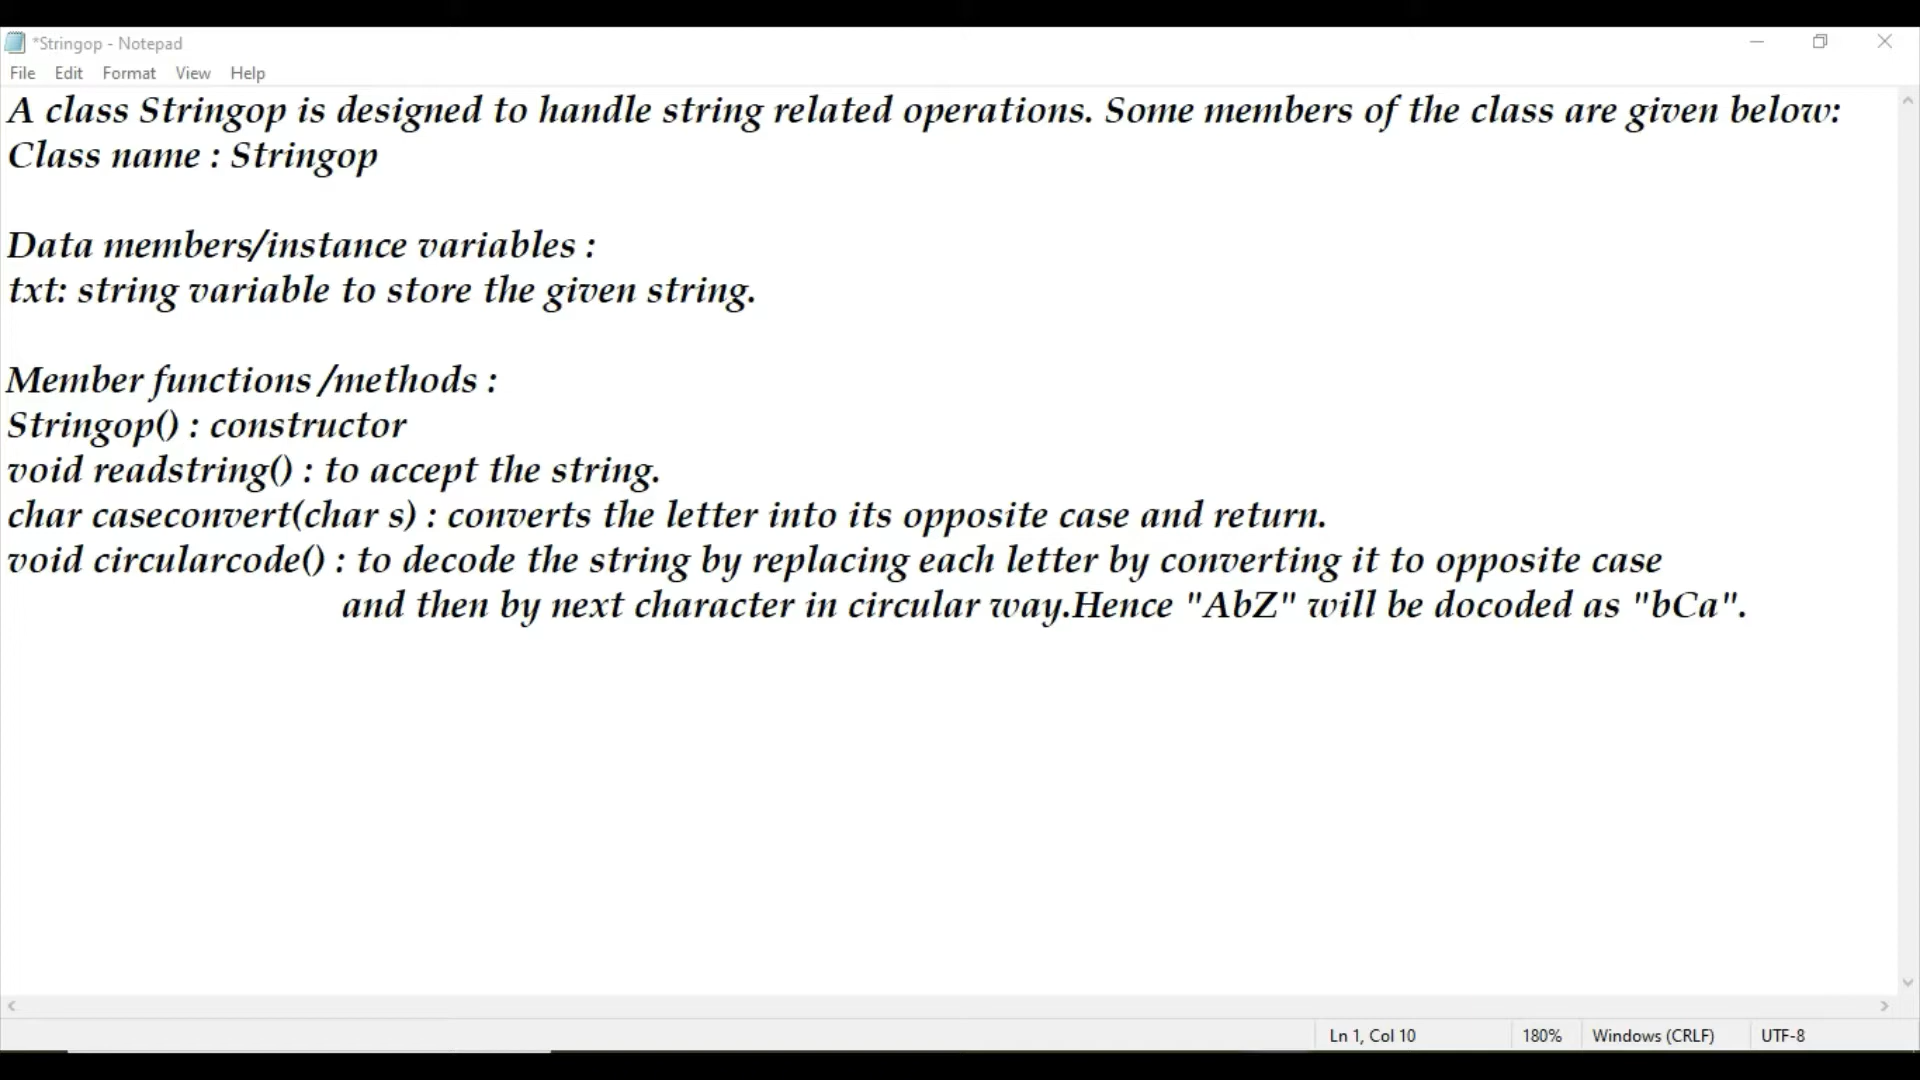 *Stringop - Notepad
File Edit Format View Help
A class Stringop is designed to handle string related operations. Some members of the class are given below:
Class name : Stringop
Data members/instance variables :
txt: string variable to store the given string.
Member functions /methods :
Stringop() : constructor
void readstring() : to accept the string.
char caseconvert(char s) : converts the letter into its opposite case and return.
void circularcode() : to decode the string by replacing each letter by converting it to opposite case
and then by next character in circular way.Hence "AbZ" will be docoded as "bCa".
Ln 1, Col 10 180% Windows (CRLF) UTF-8